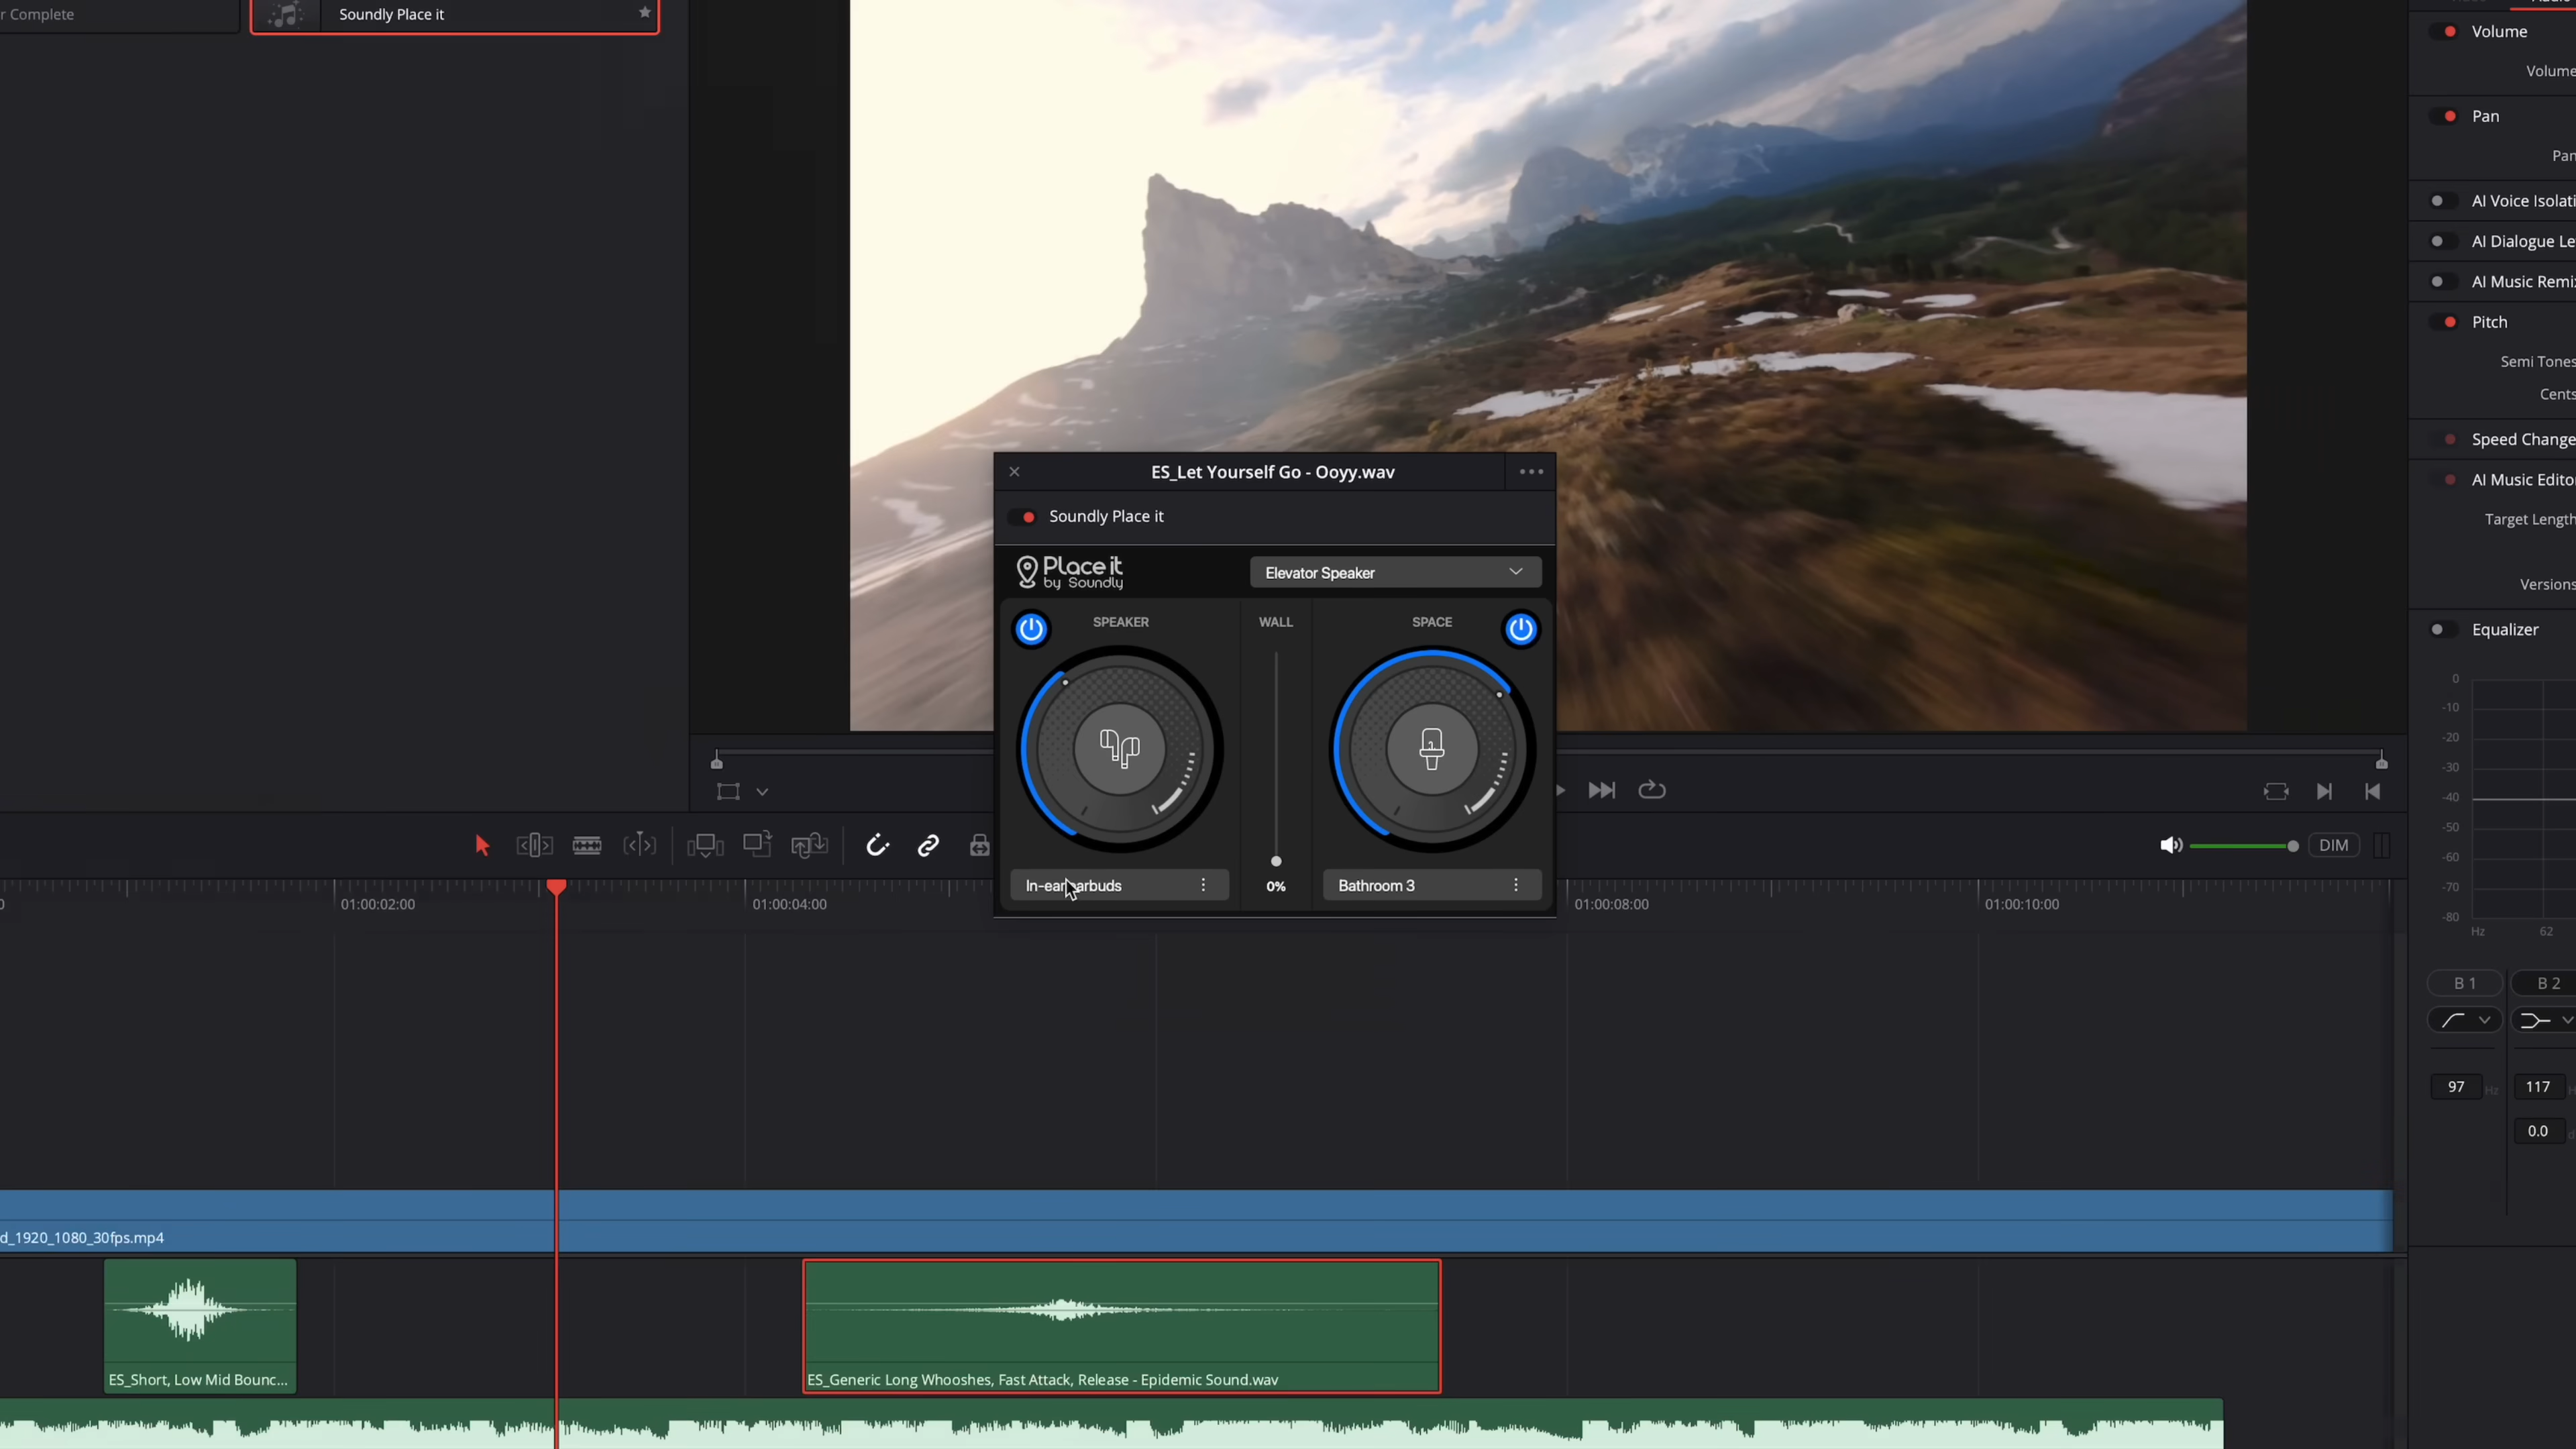 r Complete
Soundly Place it
Volume
Volume
Pan
Pan
AI Voice Isolati
AI Dialogue Le
AI Music Remix
Pitch
Semi Tones
Cents
Speed Change
AI Music Edito
Target Length
Versions
Equalizer
0
-10
-20
-30
-40
-50
-60
-70
-80
Hz
62
B 1
B 2
97 Hz
117
0.0
ES_Let Yourself Go - Ooyy.wav
Soundly Place it
Place it
by Soundly
Elevator Speaker
SPEAKER
WALL
SPACE
In-ear earbuds
0%
Bathroom 3
DIM
0
01:00:02:00
01:00:04:00
01:00:08:00
01:00:10:00
d_1920_1080_30fps.mp4
ES_Short, Low Mid Bounc...
ES_Generic Long Whooshes, Fast Attack, Release - Epidemic Sound.wav